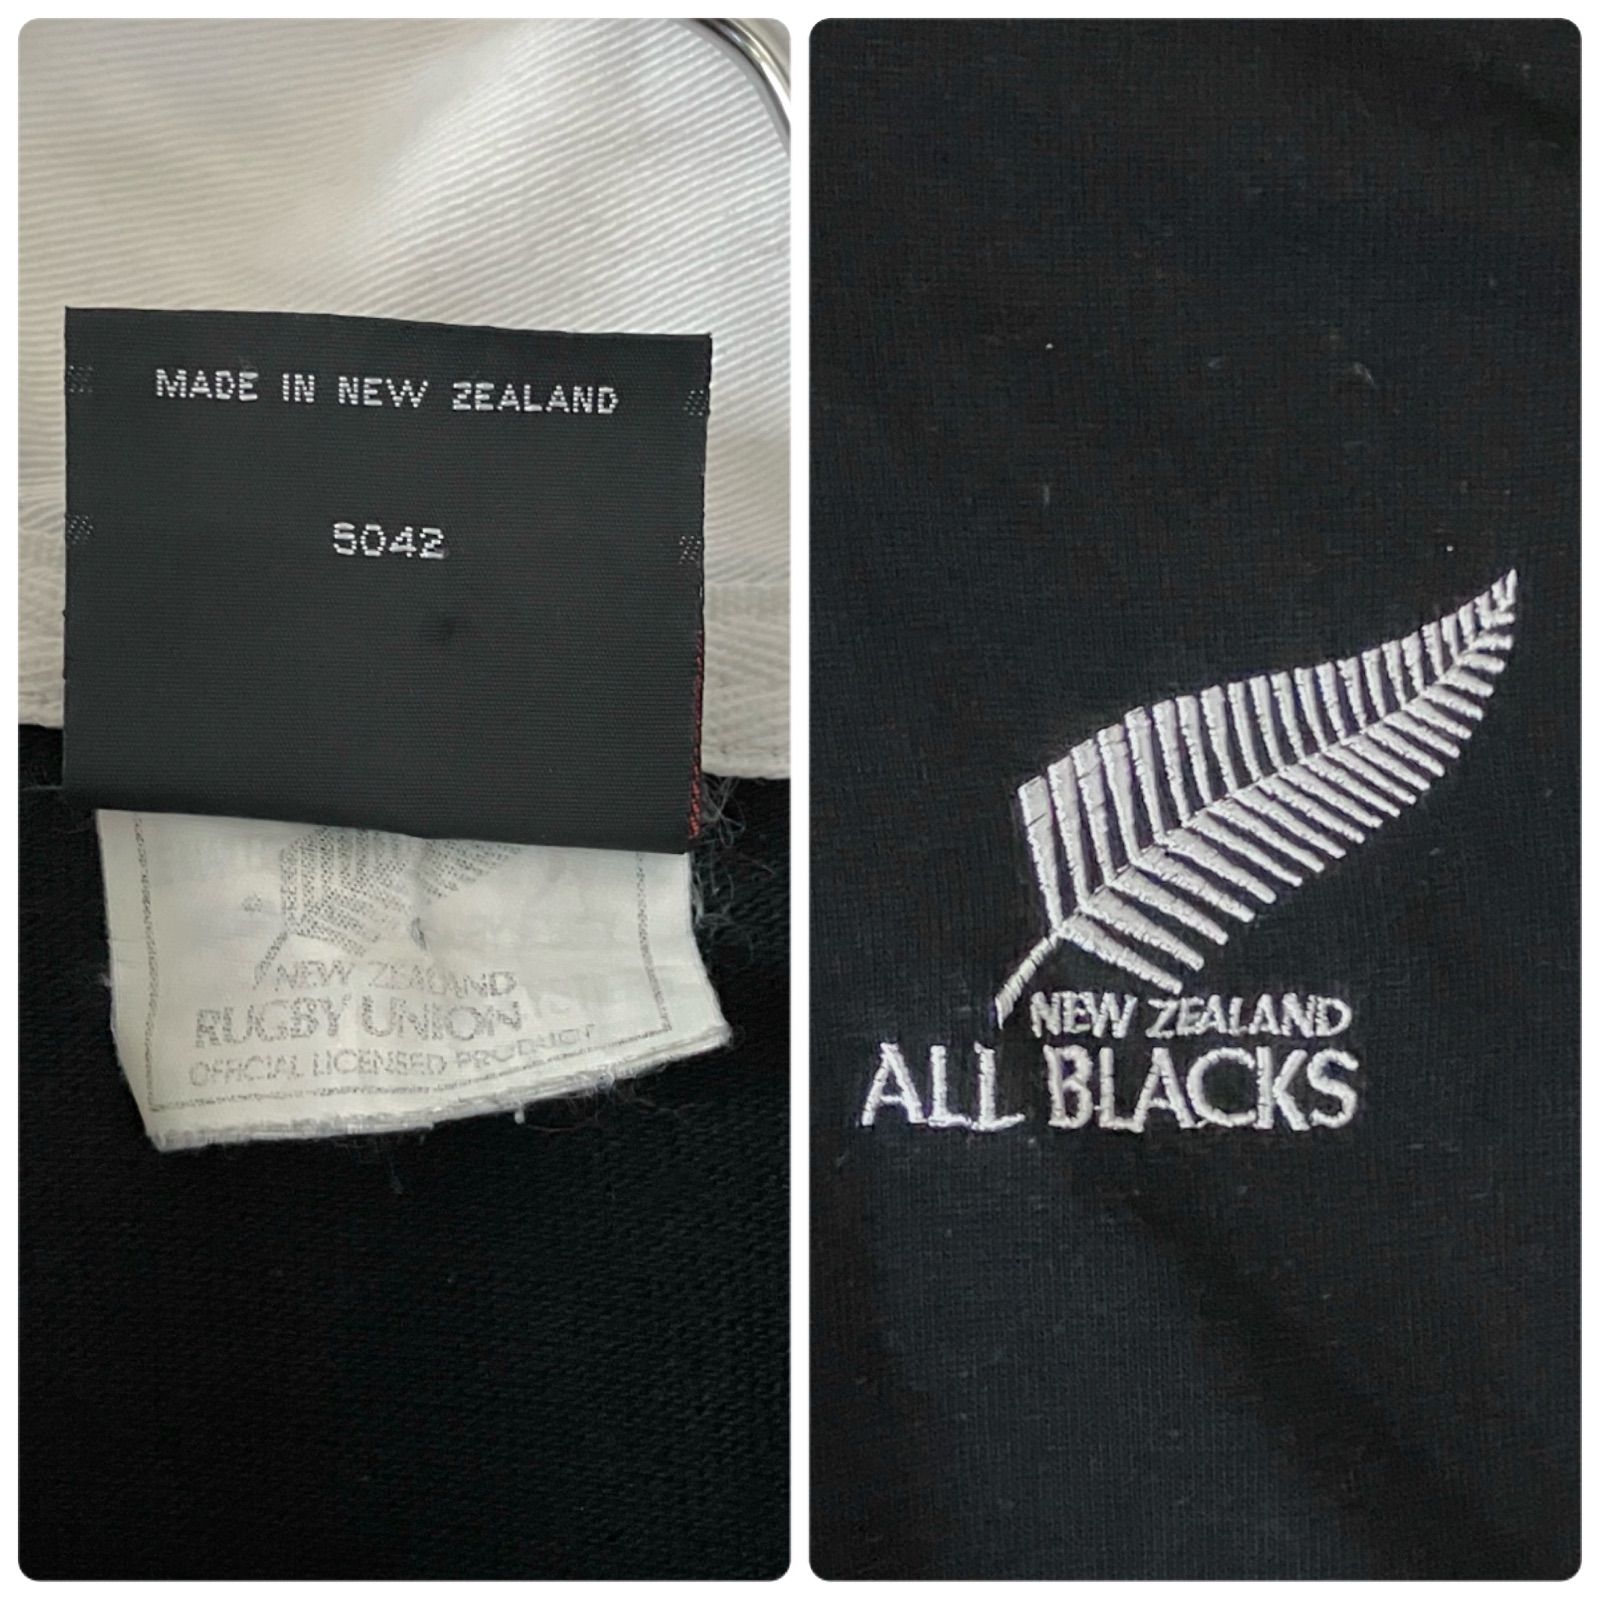 MADE IN NEW ZEALAND
5042
NEW ZEALAND
RUGBY UNION
OFFICIAL LICENSED PRODUCT
NEW ZEALAND
ALL BLACKS